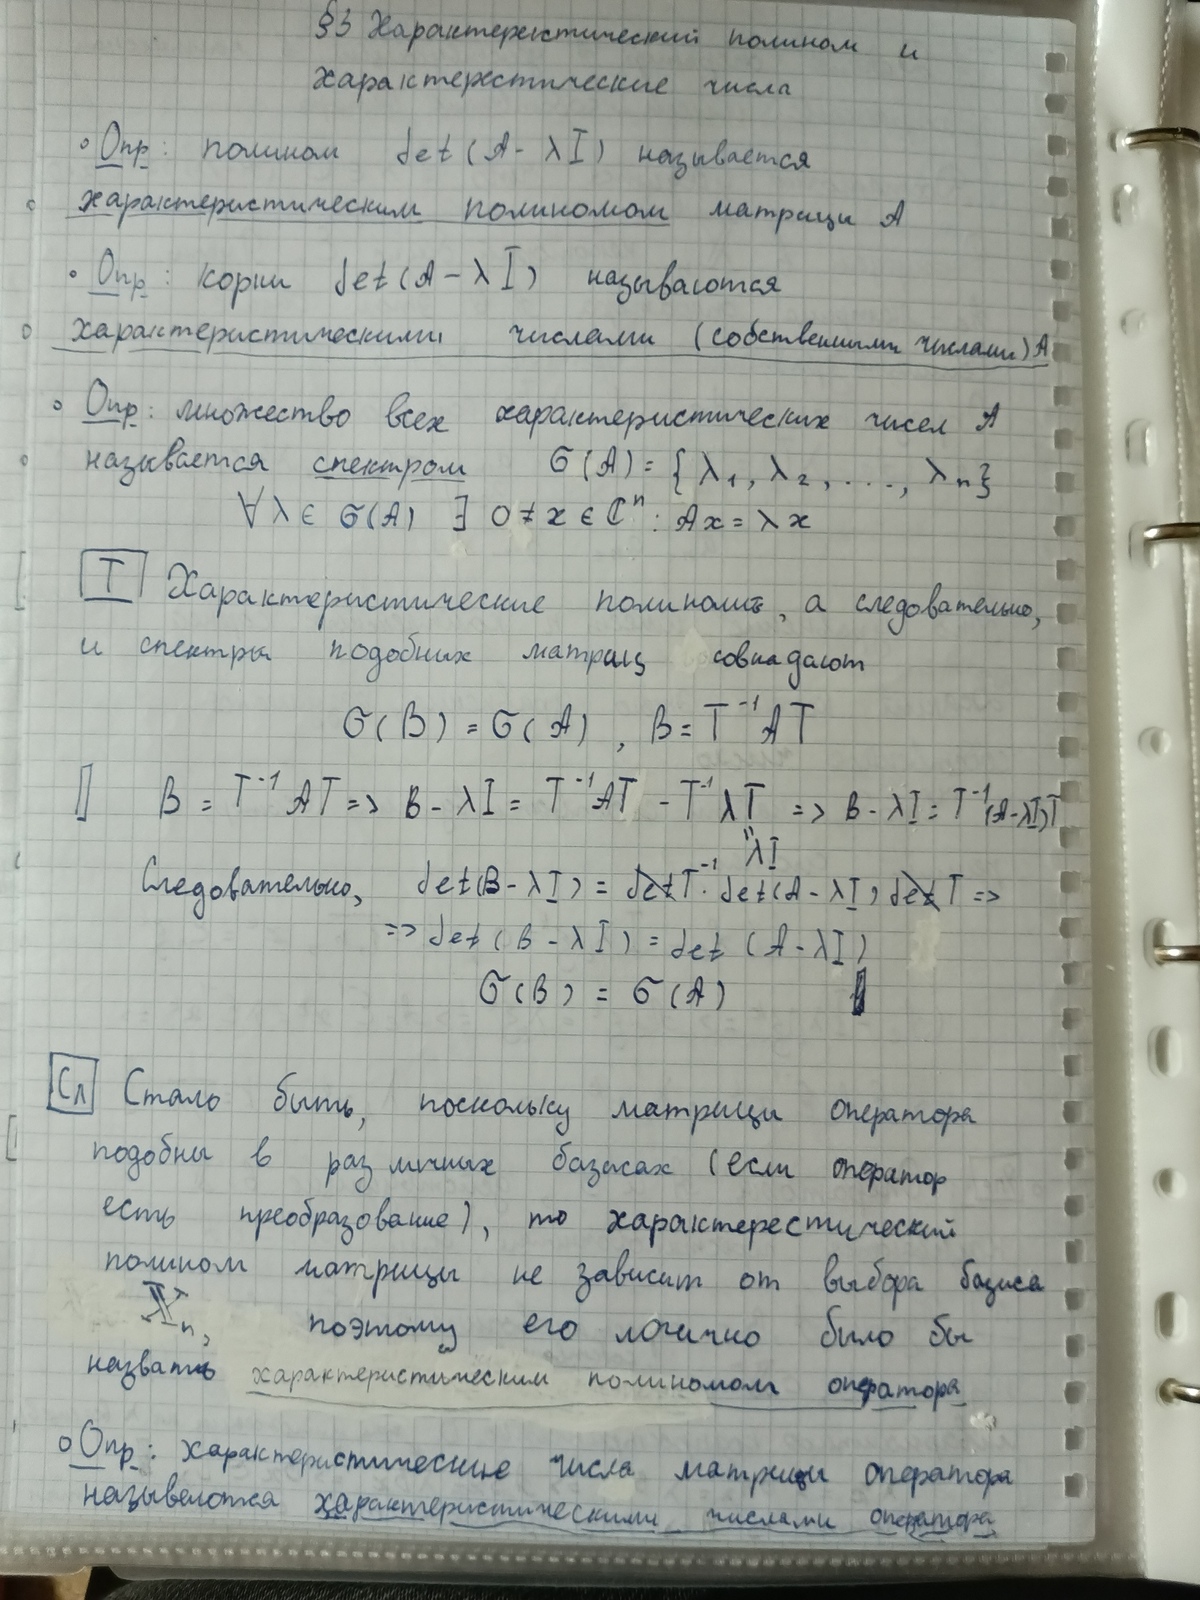 §3 Характеристический полином и
характерестические числа
Опр: полином det(A - λI) называется
характеристическим полиномом матрицы A
Опр: корни det(A - λI) называются
характеристическими числами (собственными числами) A
Опр: множество всех характеристических чисел A
называется спектром σ(A) = {λ₁, λ₂, ..., λₙ}
∀λ ∈ σ(A) ∃ 0 ≠ x ∈ ℂⁿ: Ax = λx
T Характеристические полиномы, а следовательно,
и спектры подобных матриц совпадают
σ(B) = σ(A), B = T⁻¹AT
[] B = T⁻¹AT => B - λI = T⁻¹AT - T⁻¹λT => B - λI = T⁻¹(A-λI)T
" λI
Следовательно, det(B - λI) = det T⁻¹ · det(A - λI) det T =>
=> det(B - λI) = det(A - λI)
σ(B) = σ(A)
Сл Стало быть, поскольку матрицы оператора
подобны в различных базисах (если оператор
есть преобразование), то характерестический
полином матрицы не зависит от выбора базиса
Xₙ, поэтому его логично было бы
назвать характеристическим полиномом оператора
Опр: характеристические числа матрицы оператора
называются характеристическими числами оператора